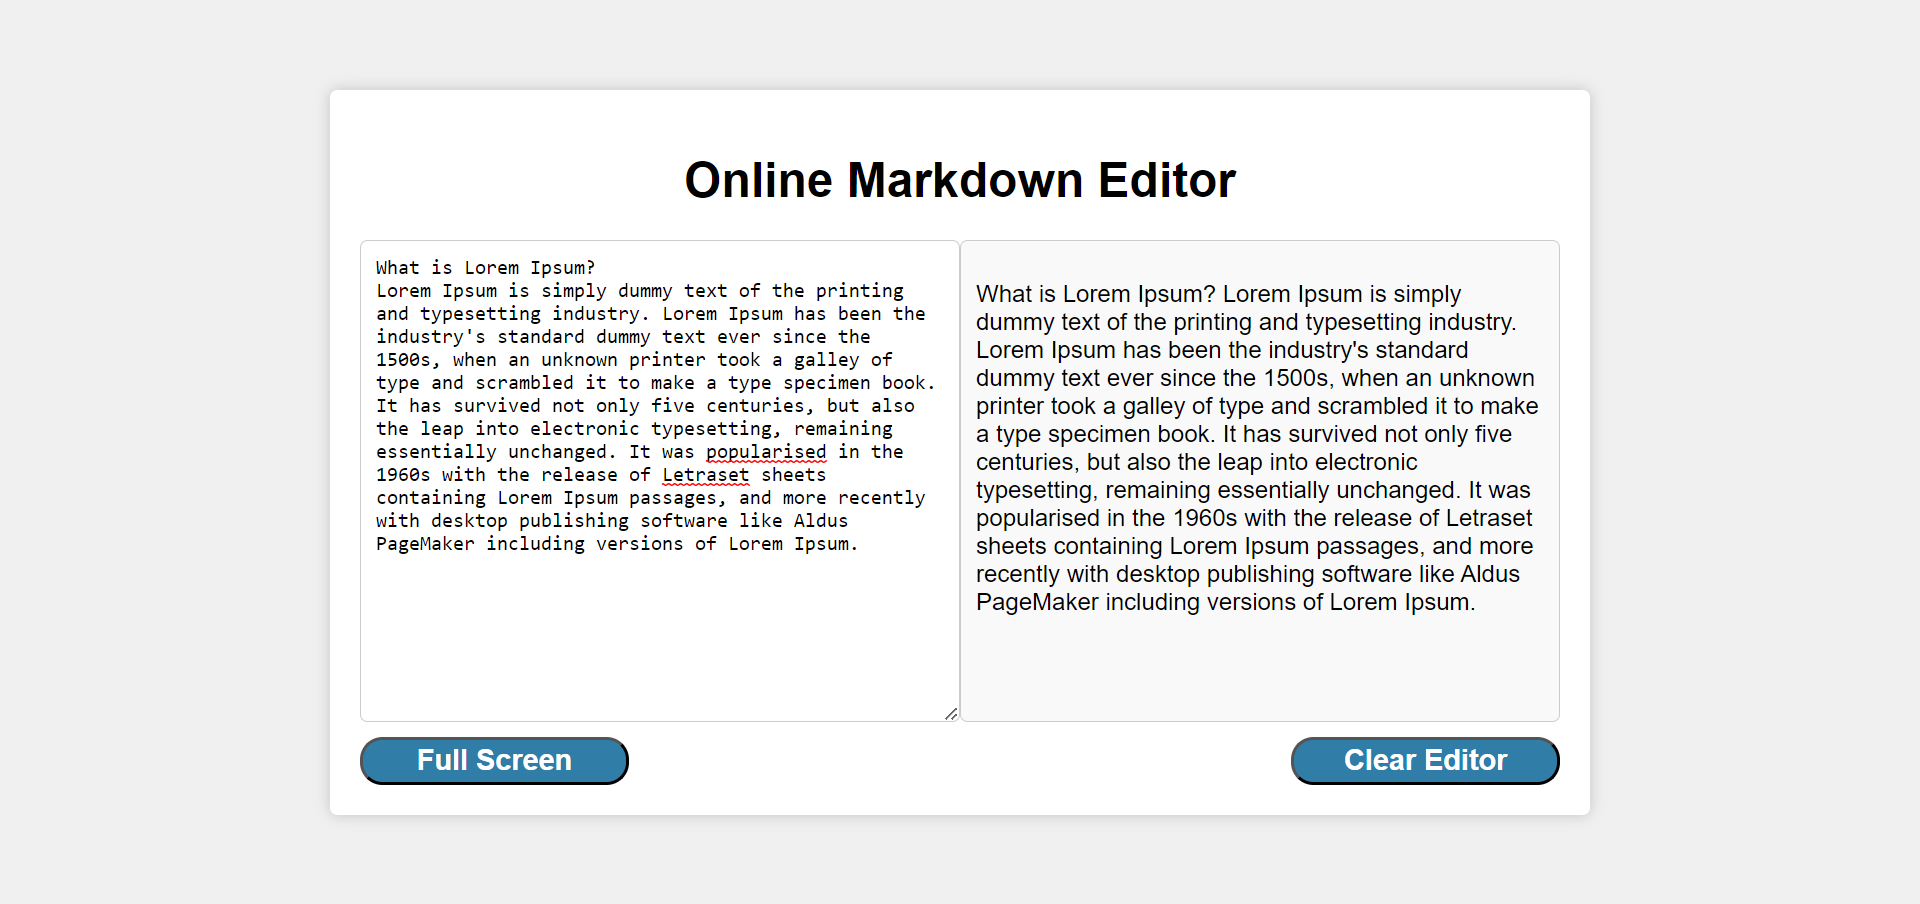 Online Markdown Editor
What is Lorem Ipsum?
Lorem Ipsum is simply dummy text of the printing
and typesetting industry. Lorem Ipsum has been the
industry's standard dummy text ever since the
1500s, when an unknown printer took a galley of
type and scrambled it to make a type specimen book.
It has survived not only five centuries, but also
the leap into electronic typesetting, remaining
essentially unchanged. It was popularised in the
1960s with the release of Letraset sheets
containing Lorem Ipsum passages, and more recently
with desktop publishing software like Aldus
PageMaker including versions of Lorem Ipsum.
What is Lorem Ipsum? Lorem Ipsum is simply
dummy text of the printing and typesetting industry.
Lorem Ipsum has been the industry's standard
dummy text ever since the 1500s, when an unknown
printer took a galley of type and scrambled it to make
a type specimen book. It has survived not only five
centuries, but also the leap into electronic
typesetting, remaining essentially unchanged. It was
popularised in the 1960s with the release of Letraset
sheets containing Lorem Ipsum passages, and more
recently with desktop publishing software like Aldus
PageMaker including versions of Lorem Ipsum.
Full Screen
Clear Editor